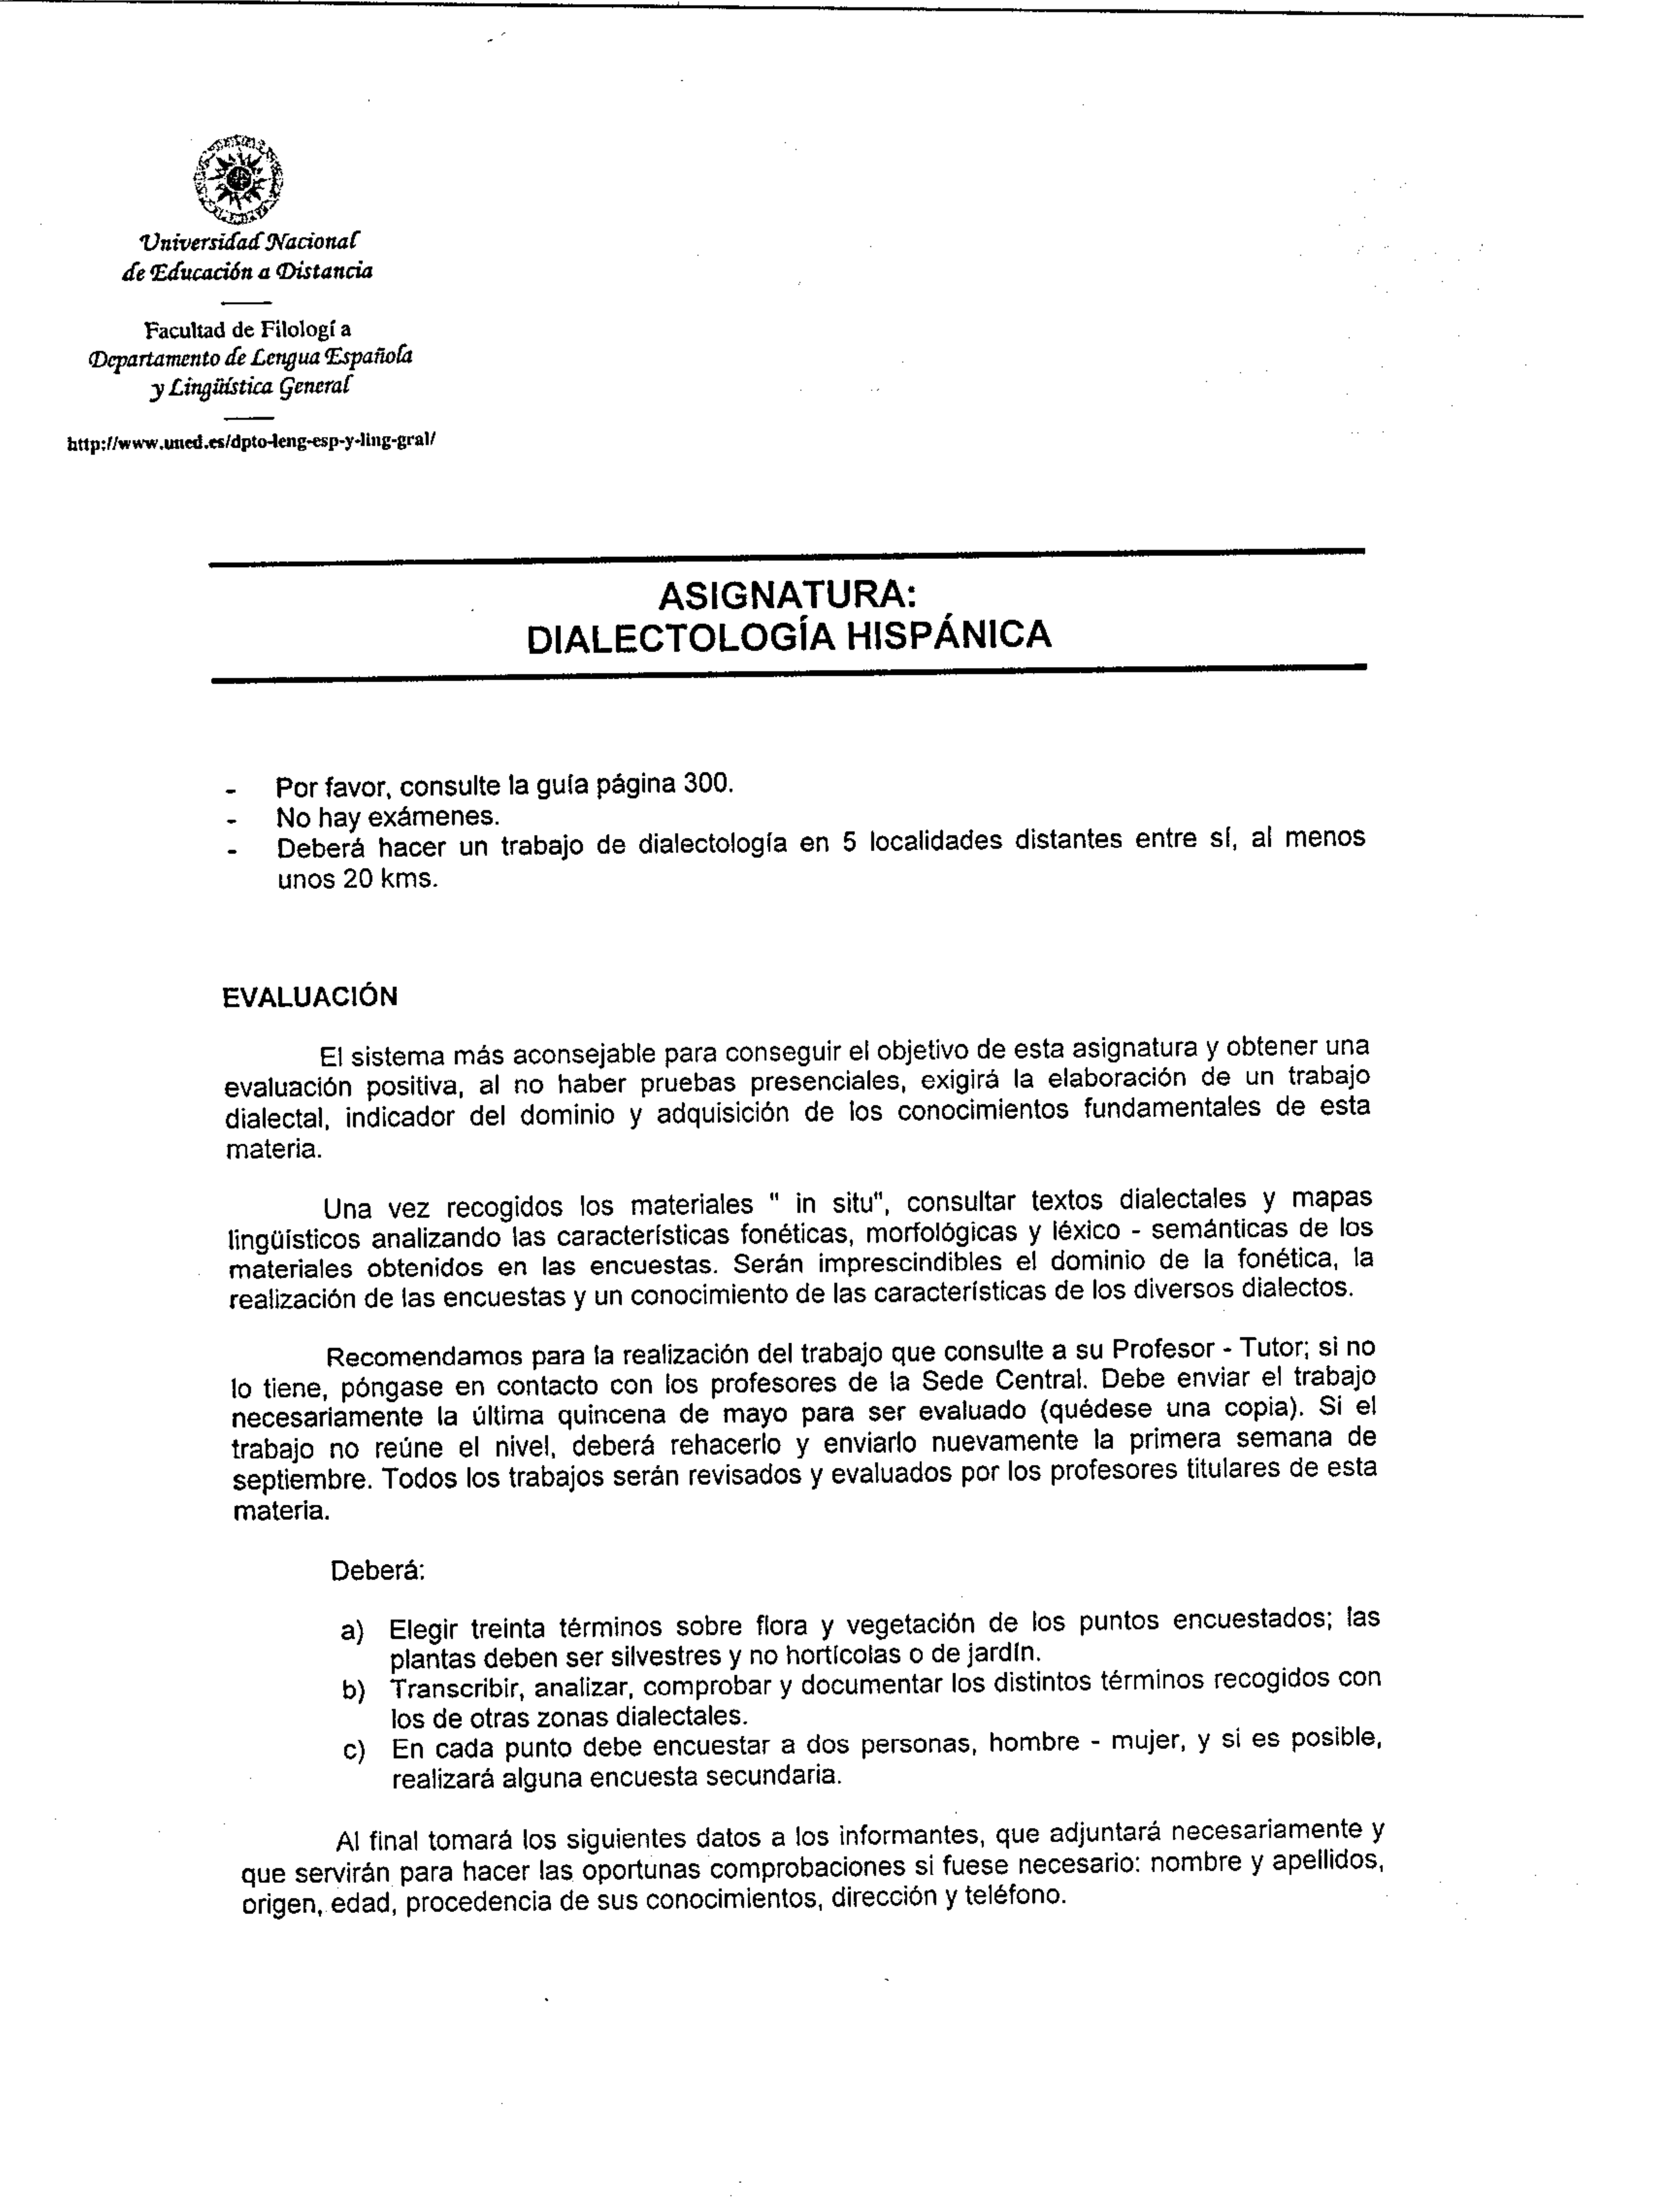 Universidad Nacional
de Educación a Distancia
Facultad de Filología
Departamento de Lengua Española
y Lingüística General
http://www.uned.es/dpto-leng-esp-y-ling-gral/
ASIGNATURA:
DIALECTOLOGÍA HISPÁNICA
- Por favor, consulte la guía página 300.
- No hay exámenes.
- Deberá hacer un trabajo de dialectología en 5 localidades distantes entre sí, al menos
unos 20 kms.
EVALUACIÓN
El sistema más aconsejable para conseguir el objetivo de esta asignatura y obtener una
evaluación positiva, al no haber pruebas presenciales, exigirá la elaboración de un trabajo
dialectal, indicador del dominio y adquisición de los conocimientos fundamentales de esta
materia.
Una vez recogidos los materiales " in situ", consultar textos dialectales y mapas
lingüísticos analizando las características fonéticas, morfológicas y léxico - semánticas de los
materiales obtenidos en las encuestas. Serán imprescindibles el dominio de la fonética, la
realización de las encuestas y un conocimiento de las características de los diversos dialectos.
Recomendamos para la realización del trabajo que consulte a su Profesor - Tutor; si no
lo tiene, póngase en contacto con los profesores de la Sede Central. Debe enviar el trabajo
necesariamente la última quincena de mayo para ser evaluado (quédese una copia). Si el
trabajo no reúne el nivel, deberá rehacerlo y enviarlo nuevamente la primera semana de
septiembre. Todos los trabajos serán revisados y evaluados por los profesores titulares de esta
materia.
Deberá:
a) Elegir treinta términos sobre flora y vegetación de los puntos encuestados; las
plantas deben ser silvestres y no hortícolas o de jardín.
b) Transcribir, analizar, comprobar y documentar los distintos términos recogidos con
los de otras zonas dialectales.
c) En cada punto debe encuestar a dos personas, hombre - mujer, y si es posible,
realizará alguna encuesta secundaria.
Al final tomará los siguientes datos a los informantes, que adjuntará necesariamente y
que servirán para hacer las oportunas comprobaciones si fuese necesario: nombre y apellidos,
origen, edad, procedencia de sus conocimientos, dirección y teléfono.